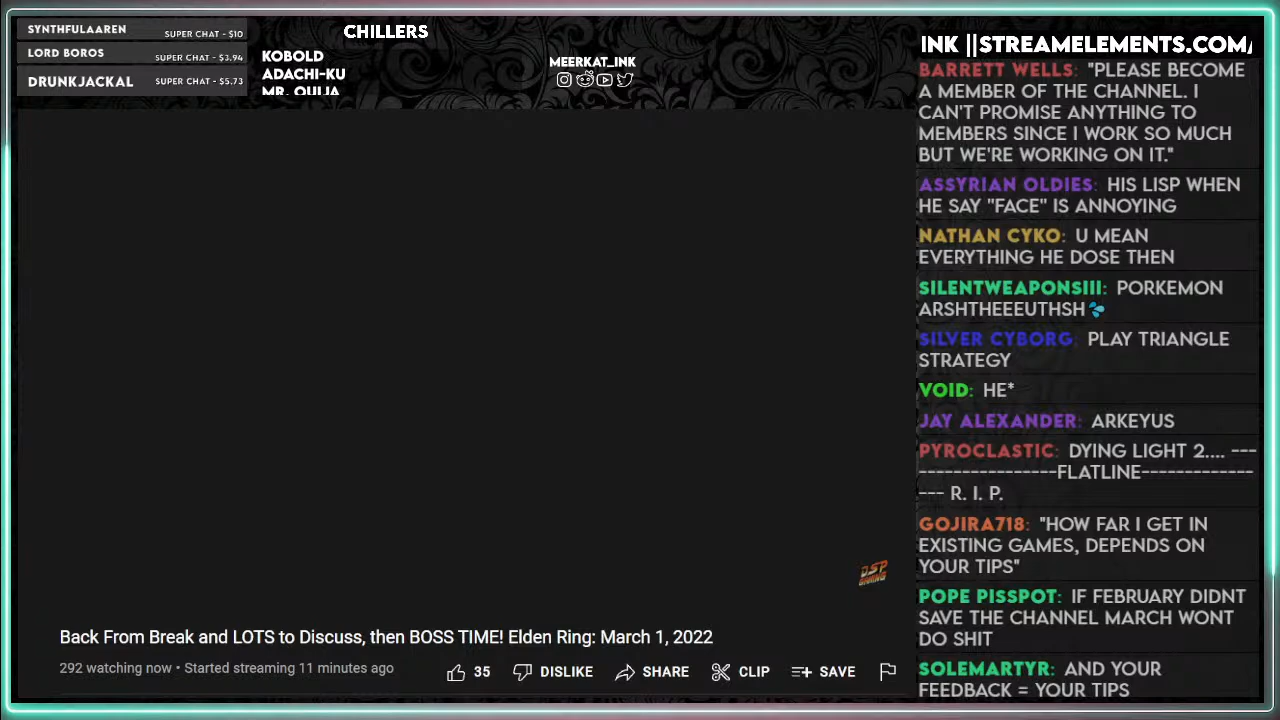 SYNTHFULAAREN SUPER CHAT - $10
LORD BOROS SUPER CHAT - $3.94
DRUNKJACKAL SUPER CHAT - $5.73
CHILLERS
KOBOLD
ADACHI-KU
MR. OUIJA
MEERKAT_INK
INK ||STREAMELEMENTS.COM/
BARRETT WELLS: "PLEASE BECOME
A MEMBER OF THE CHANNEL. I
CAN'T PROMISE ANYTHING TO
MEMBERS SINCE I WORK SO MUCH
BUT WE'RE WORKING ON IT."
ASSYRIAN OLDIES: HIS LISP WHEN
HE SAY "FACE" IS ANNOYING
NATHAN CYKO: U MEAN
EVERYTHING HE DOSE THEN
SILENTWEAPONSIII: PORKEMON
ARSHTHEEEUTHSH💦
SILVER CYBORG: PLAY TRIANGLE
STRATEGY
VOID: HE*
JAY ALEXANDER: ARKEYUS
PYROCLASTIC: DYING LIGHT 2.... ---
-----------------FLATLINE-------------
--- R. I. P.
GOJIRA718: "HOW FAR I GET IN
EXISTING GAMES, DEPENDS ON
YOUR TIPS"
POPE PISSPOT: IF FEBRUARY DIDNT
SAVE THE CHANNEL MARCH WONT
DO SHIT
SOLEMARTYR: AND YOUR
FEEDBACK = YOUR TIPS
DSP
GAMING
Back From Break and LOTS to Discuss, then BOSS TIME! Elden Ring: March 1, 2022
292 watching now • Started streaming 11 minutes ago
35 DISLIKE SHARE CLIP SAVE